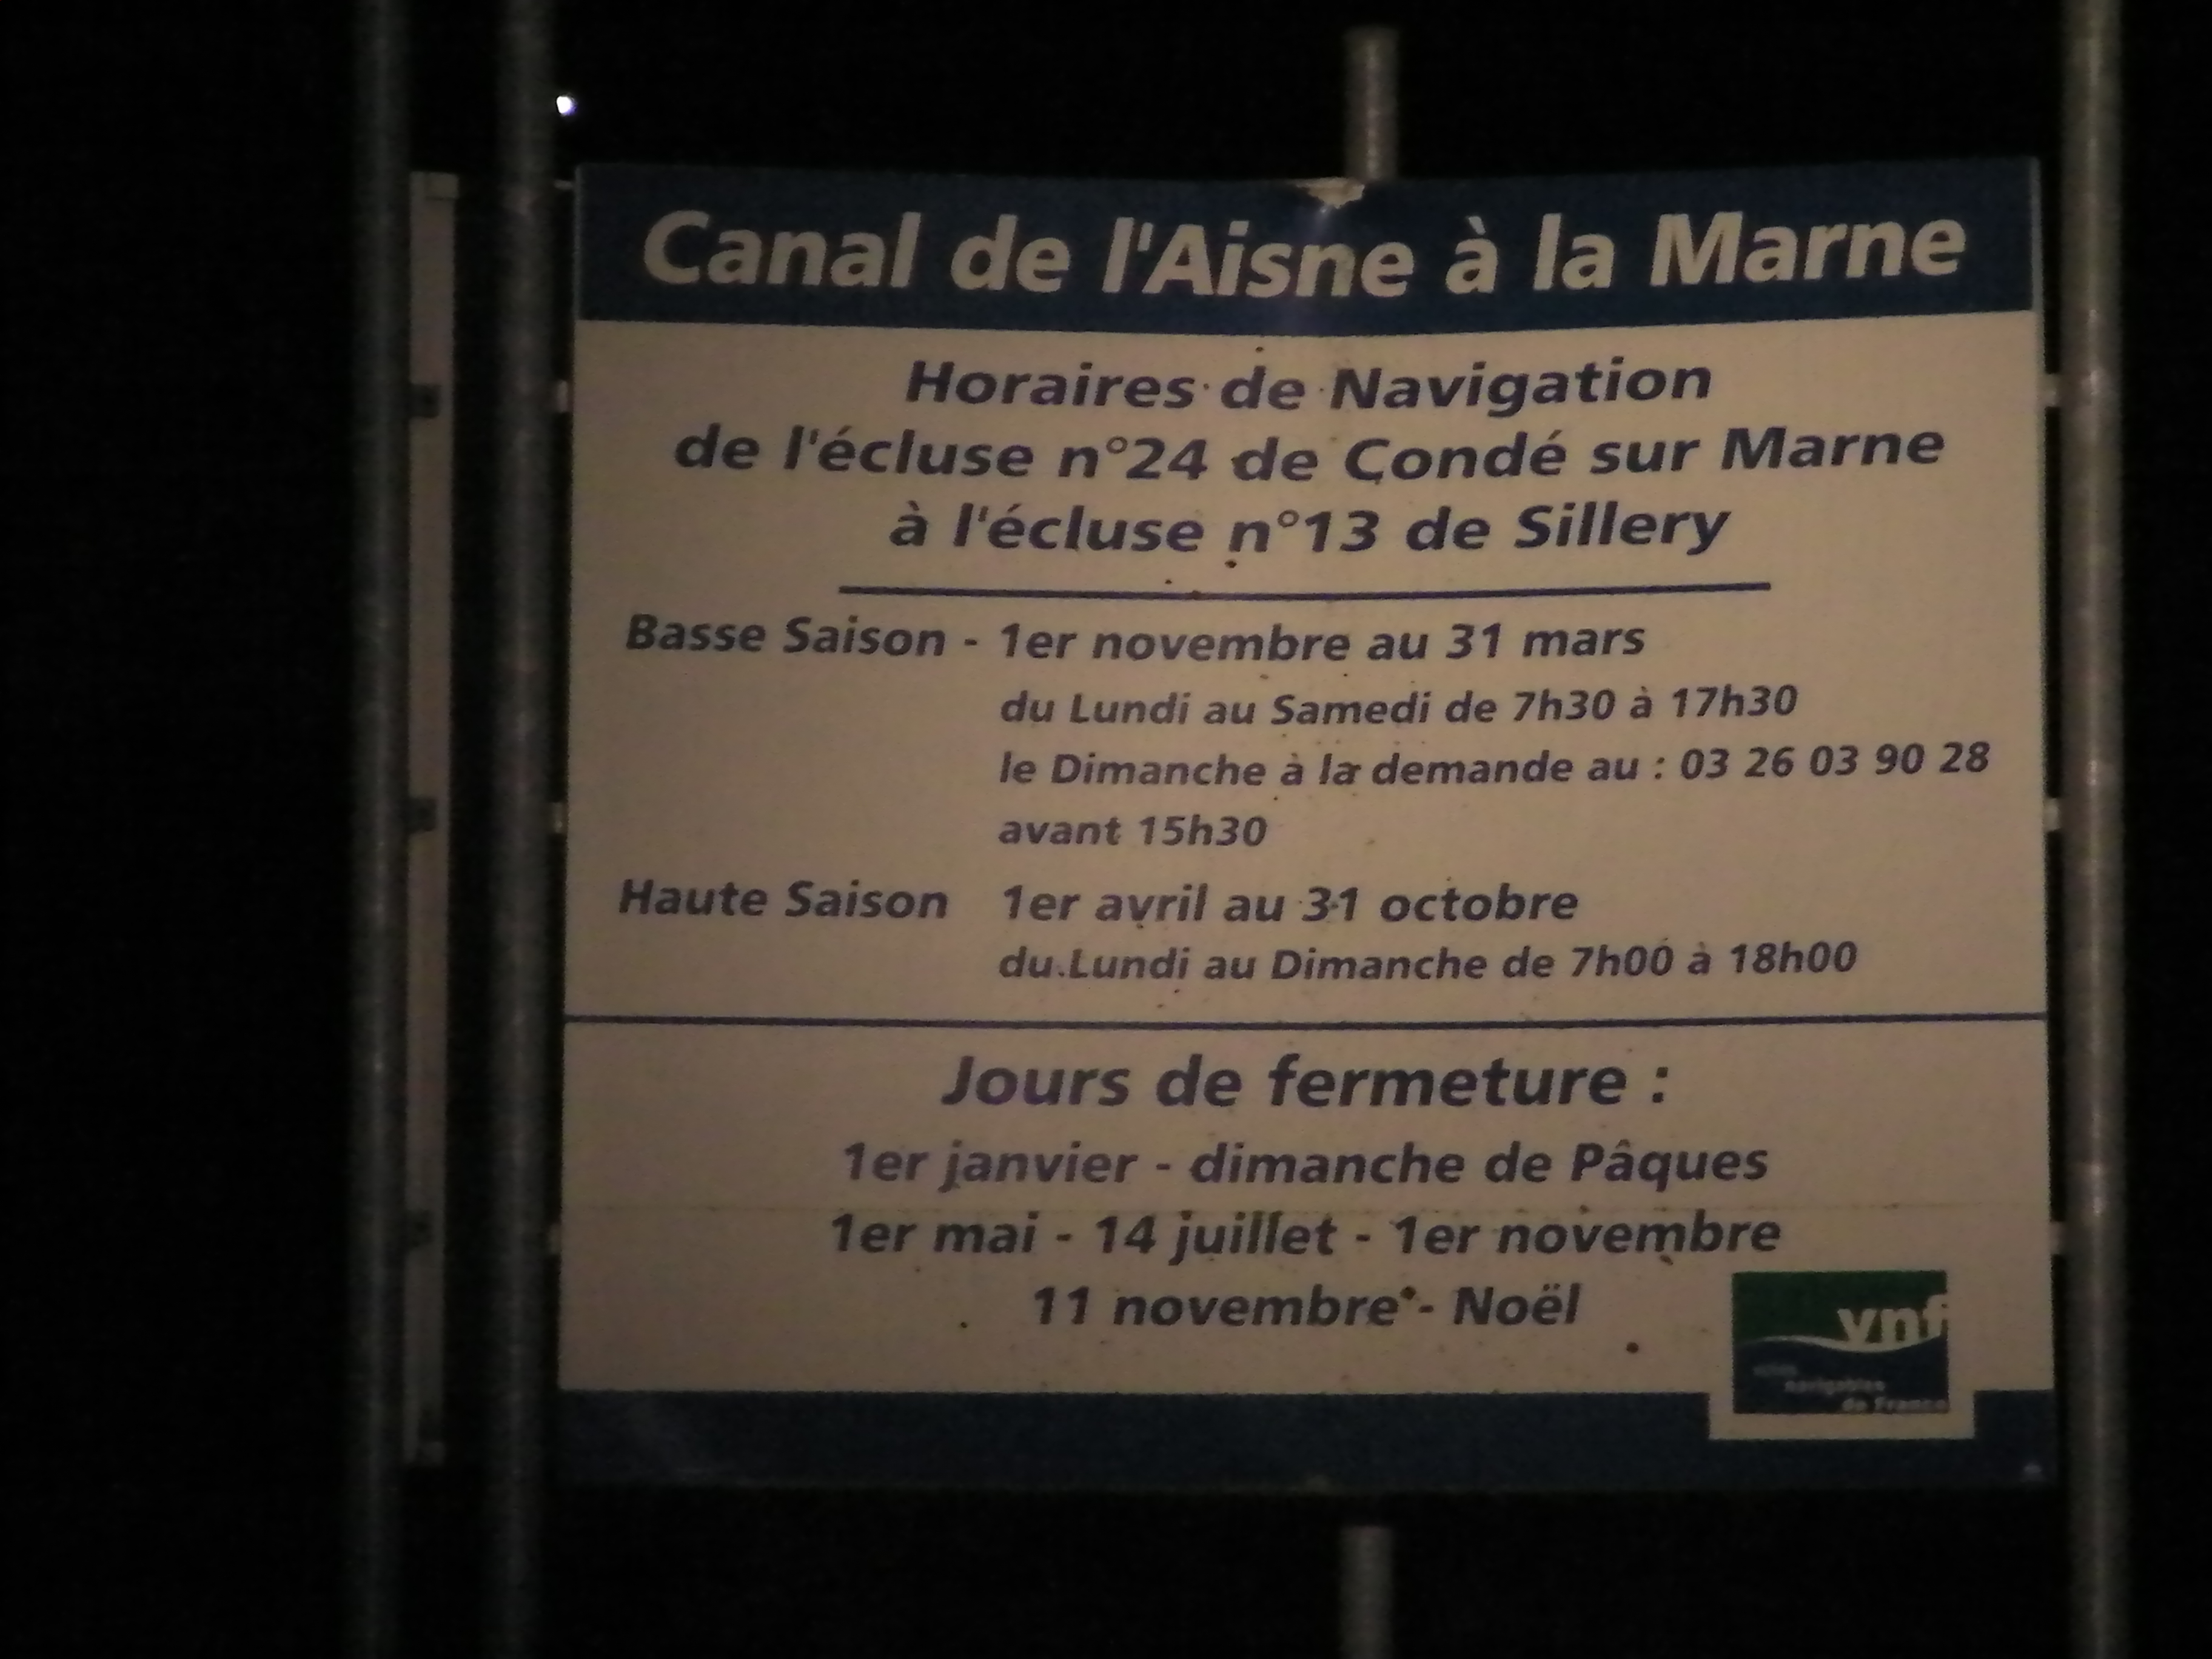 Canal de l'Aisne à la Marne
Horaires de Navigation
de l'écluse n°24 de Condé sur Marne
à l'écluse n°13 de Sillery
Basse Saison - 1er novembre au 31 mars
du Lundi au Samedi de 7h30 à 17h30
le Dimanche à la demande au : 03 26 03 90 28
avant 15h30
Haute Saison 1er avril au 31 octobre
du Lundi au Dimanche de 7h00 à 18h00
Jours de fermeture :
1er janvier - dimanche de Pâques
1er mai - 14 juillet - 1er novembre
11 novembre - Noël
vnf
navigables
de France